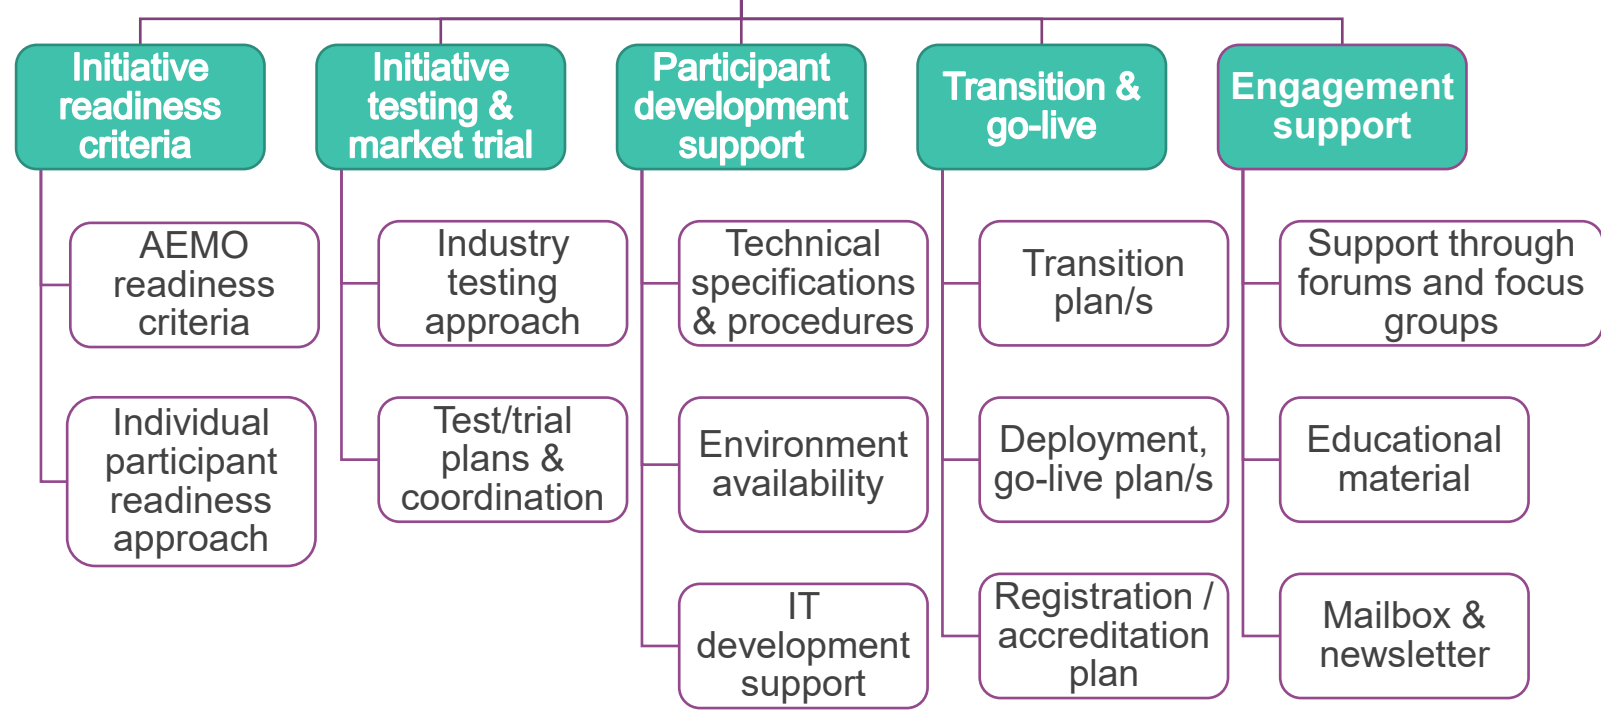 Initiative
readiness
criteria
AEMO
readiness
criteria
Individual
participant
readiness
approach
Initiative
testing &
market trial
Industry
testing
approach
Test/trial
plans &
coordination
Participant
development
support
Technical
specifications
& procedures
Environment
availability
IT
development
support
Transition &
go-live
Transition
plan/s
Deployment,
go-live plan/s
Registration /
accreditation
plan
Engagement
support
Support through
forums and focus
groups
Educational
material
Mailbox &
newsletter